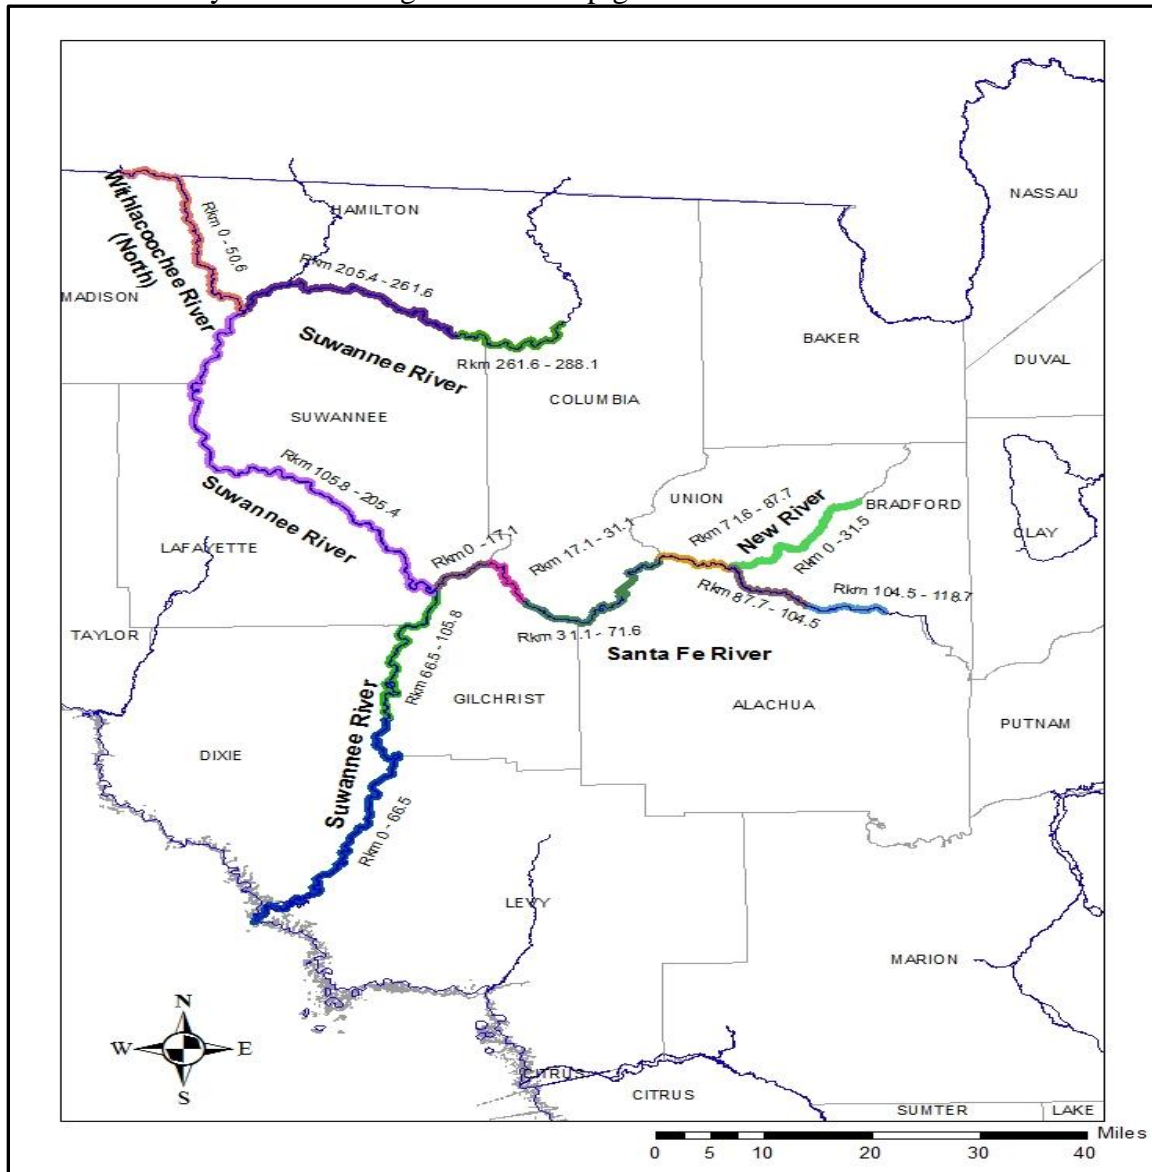 NASSAU
HAMILTON
Withlacoochee River
(North)
Rkm 0 - 50.6
Rkm 205.4 - 261.6
MADISON
Suwannee River
BAKER
DUVAL
Rkm 261.6 - 288.1
COLUMBIA
SUWANNEE
Rkm 105.8 - 205.4
Suwannee River
UNION
Rkm 71.6 - 87.7
New River
BRADFORD
CLAY
LAFAYETTE
Rkm 0 - 17.1
Rkm 17.1 - 31.1
Rkm 0 - 31.5
Rkm 87.7 - 104.5
Rkm 104.5 - 118.7
TAYLOR
Rkm 31.1 - 71.6
Santa Fe River
Rkm 66.5 - 105.8
GILCHRIST
ALACHUA
PUTNAM
DIXIE
Suwannee River
Rkm 0 - 66.5
LEVY
MARION
N
W
E
S
CITRUS
CITRUS
SUMTER
LAKE
Miles
0 5 10 20 30 40